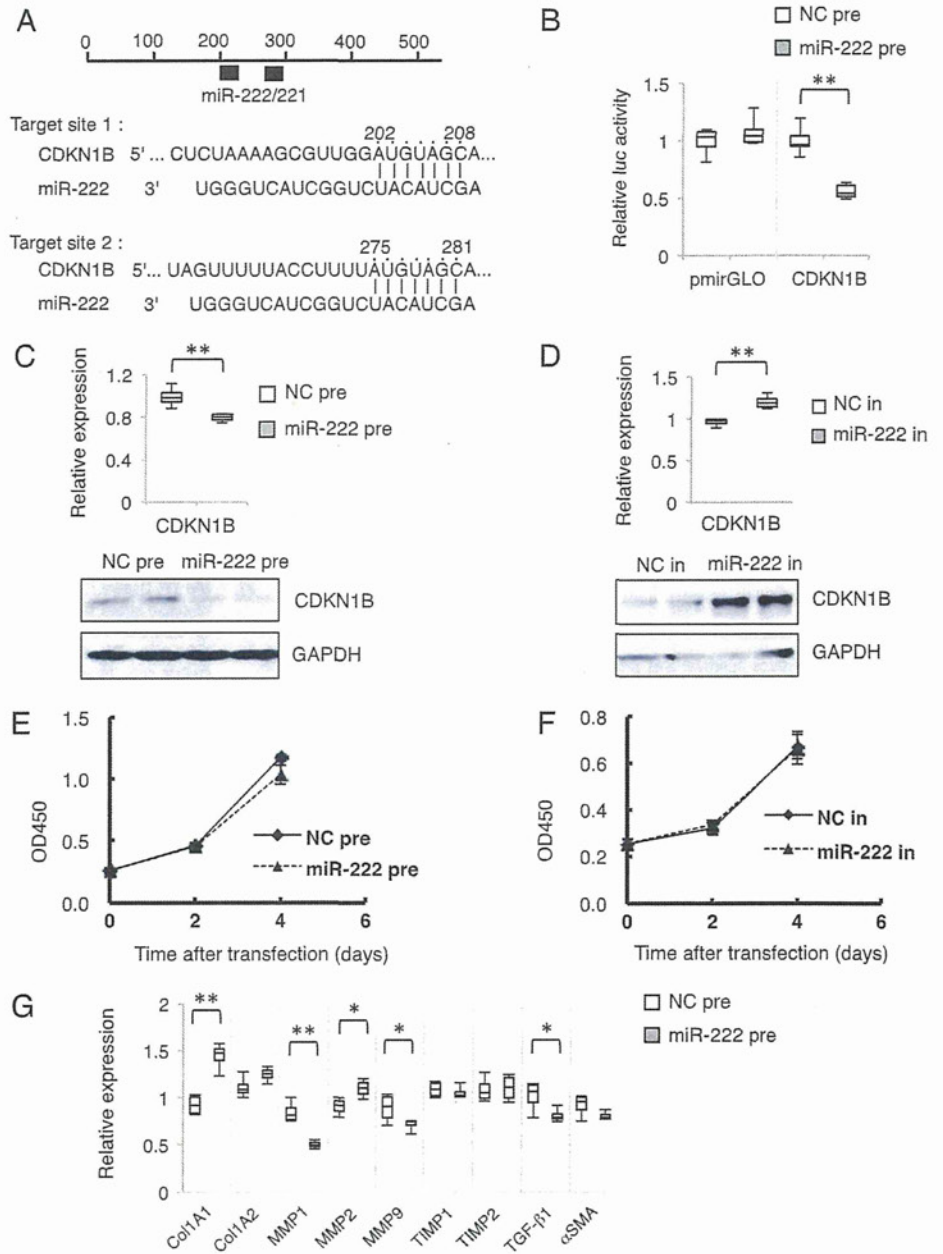 A
0 100 200 300 400 500
miR-222/221
Target site 1 :
202 208
CDKN1B 5' ... CUCUAAAAGCGUUGGAUGUAGCA...
miR-222 3' UGGGUCAUCGGUCUACAUCGA
Target site 2 :
275 281
CDKN1B 5'... UAGUUUUUACCUUUUAUGUAGCA...
miR-222 3' UGGGUCAUCGGUCUACAUCGA
B
NC pre
miR-222 pre
Relative luc activity
1.5
1
0.5
0
**
pmirGLO CDKN1B
C
Relative expression
1.2
0.8
0.4
0
**
NC pre
miR-222 pre
CDKN1B
NC pre miR-222 pre
CDKN1B
GAPDH
D
Relative expression
1.5
1
0.5
0
**
NC in
miR-222 in
CDKN1B
NC in miR-222 in
CDKN1B
GAPDH
E
OD450
1.5
1.0
0.5
0.0
NC pre
miR-222 pre
0 2 4 6
Time after transfection (days)
F
OD450
0.8
0.6
0.4
0.2
0.0
NC in
miR-222 in
0 2 4 6
Time after transfection (days)
G
Relative expression
2
1.5
1
0.5
0
** ** * * *
NC pre
miR-222 pre
Col1A1 Col1A2 MMP1 MMP2 MMP9 TIMP1 TIMP2 TGF-β1 αSMA